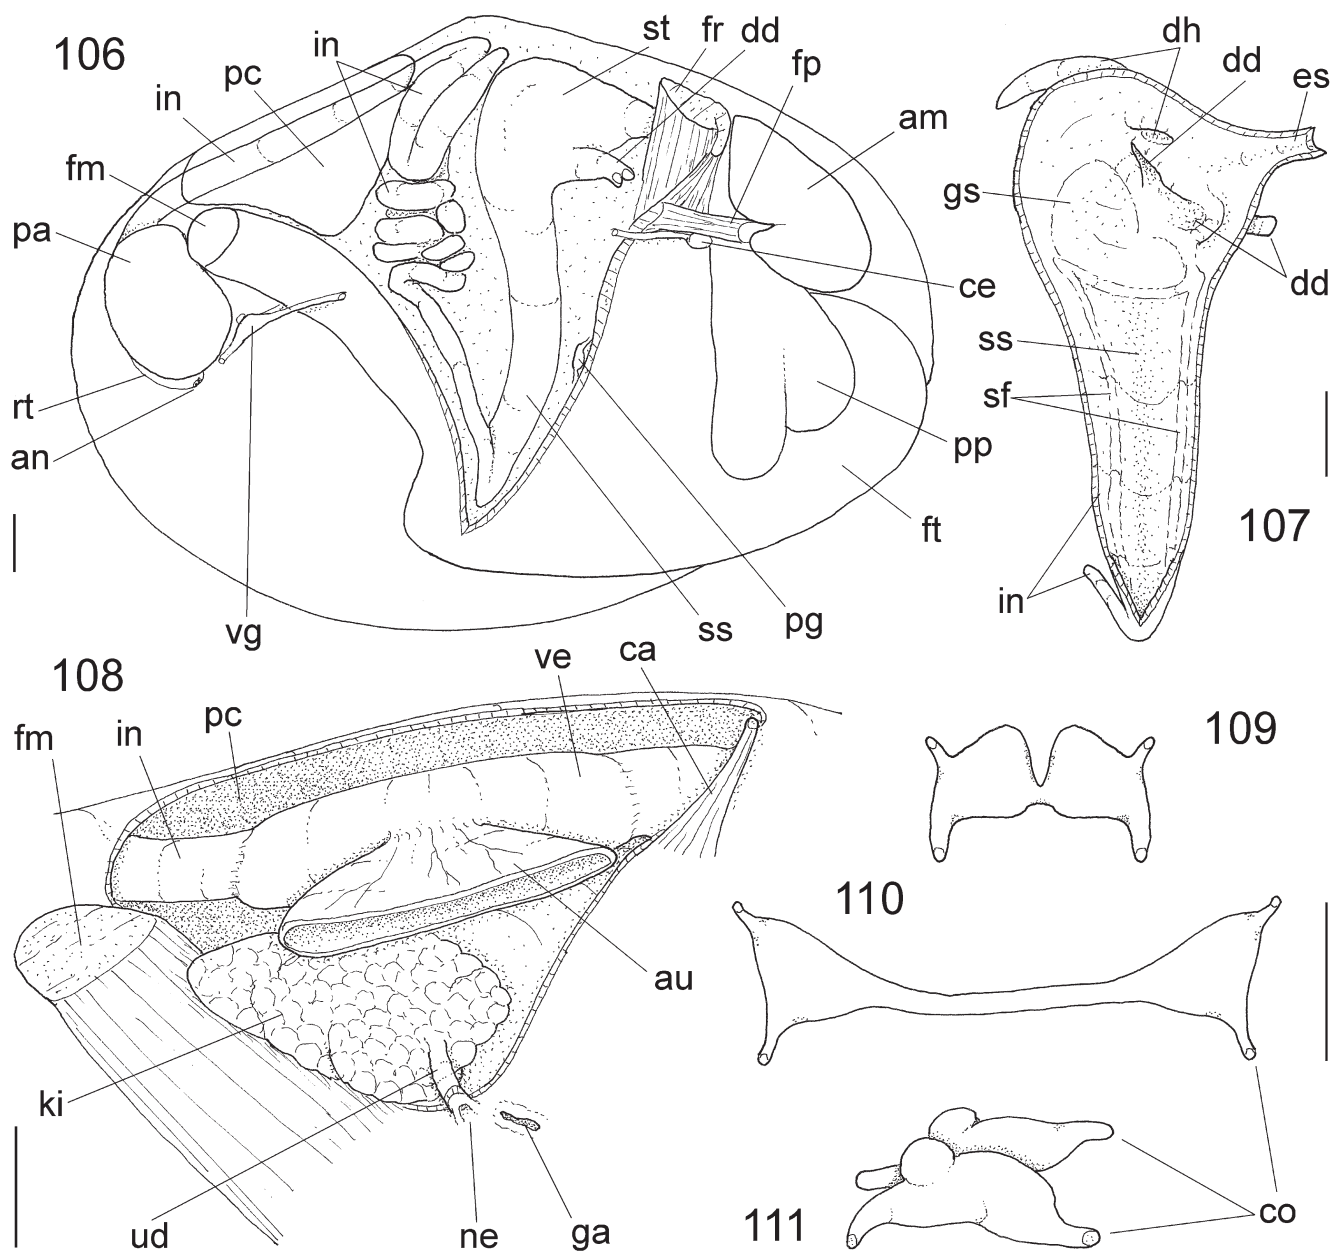 106
in
pc
in
fm
pa
rt
an
vg
st
fr
dd
fp
am
ce
pp
ft
pg
ss
dh
dd
es
gs
dd
ss
sf
107
in
108
ve
ca
pc
in
fm
109
110
au
ki
ud
ne
ga
111
co